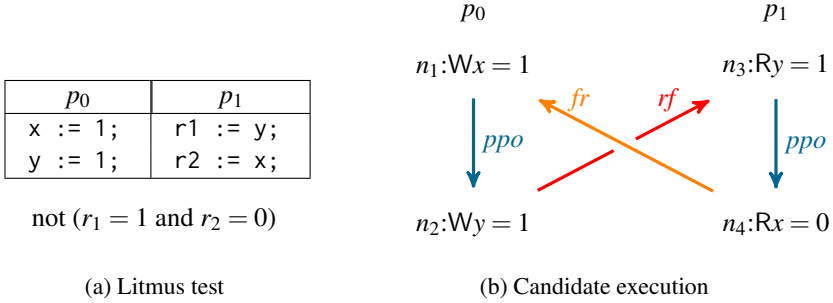 p0 p1
x := 1; r1 := y;
y := 1; r2 := x;
not (r1 = 1 and r2 = 0)
(a) Litmus test
p0 p1
n1:Wx = 1 n3:Ry = 1
fr rf
ppo ppo
n2:Wy = 1 n4:Rx = 0
(b) Candidate execution